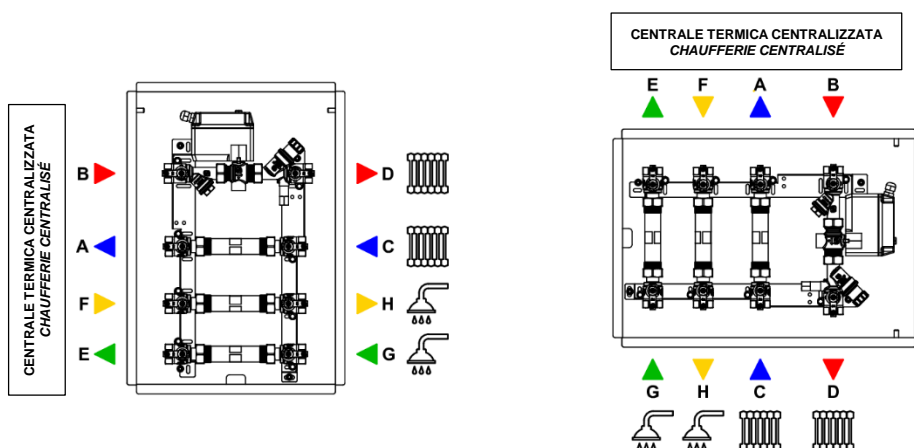 CENTRALE TERMICA CENTRALIZZATA
CHAUFFERIE CENTRALISÉ
B
D
A
C
F
H
E
G
CENTRALE TERMICA CENTRALIZZATA
CHAUFFERIE CENTRALISÉ
E F A B
G H C D